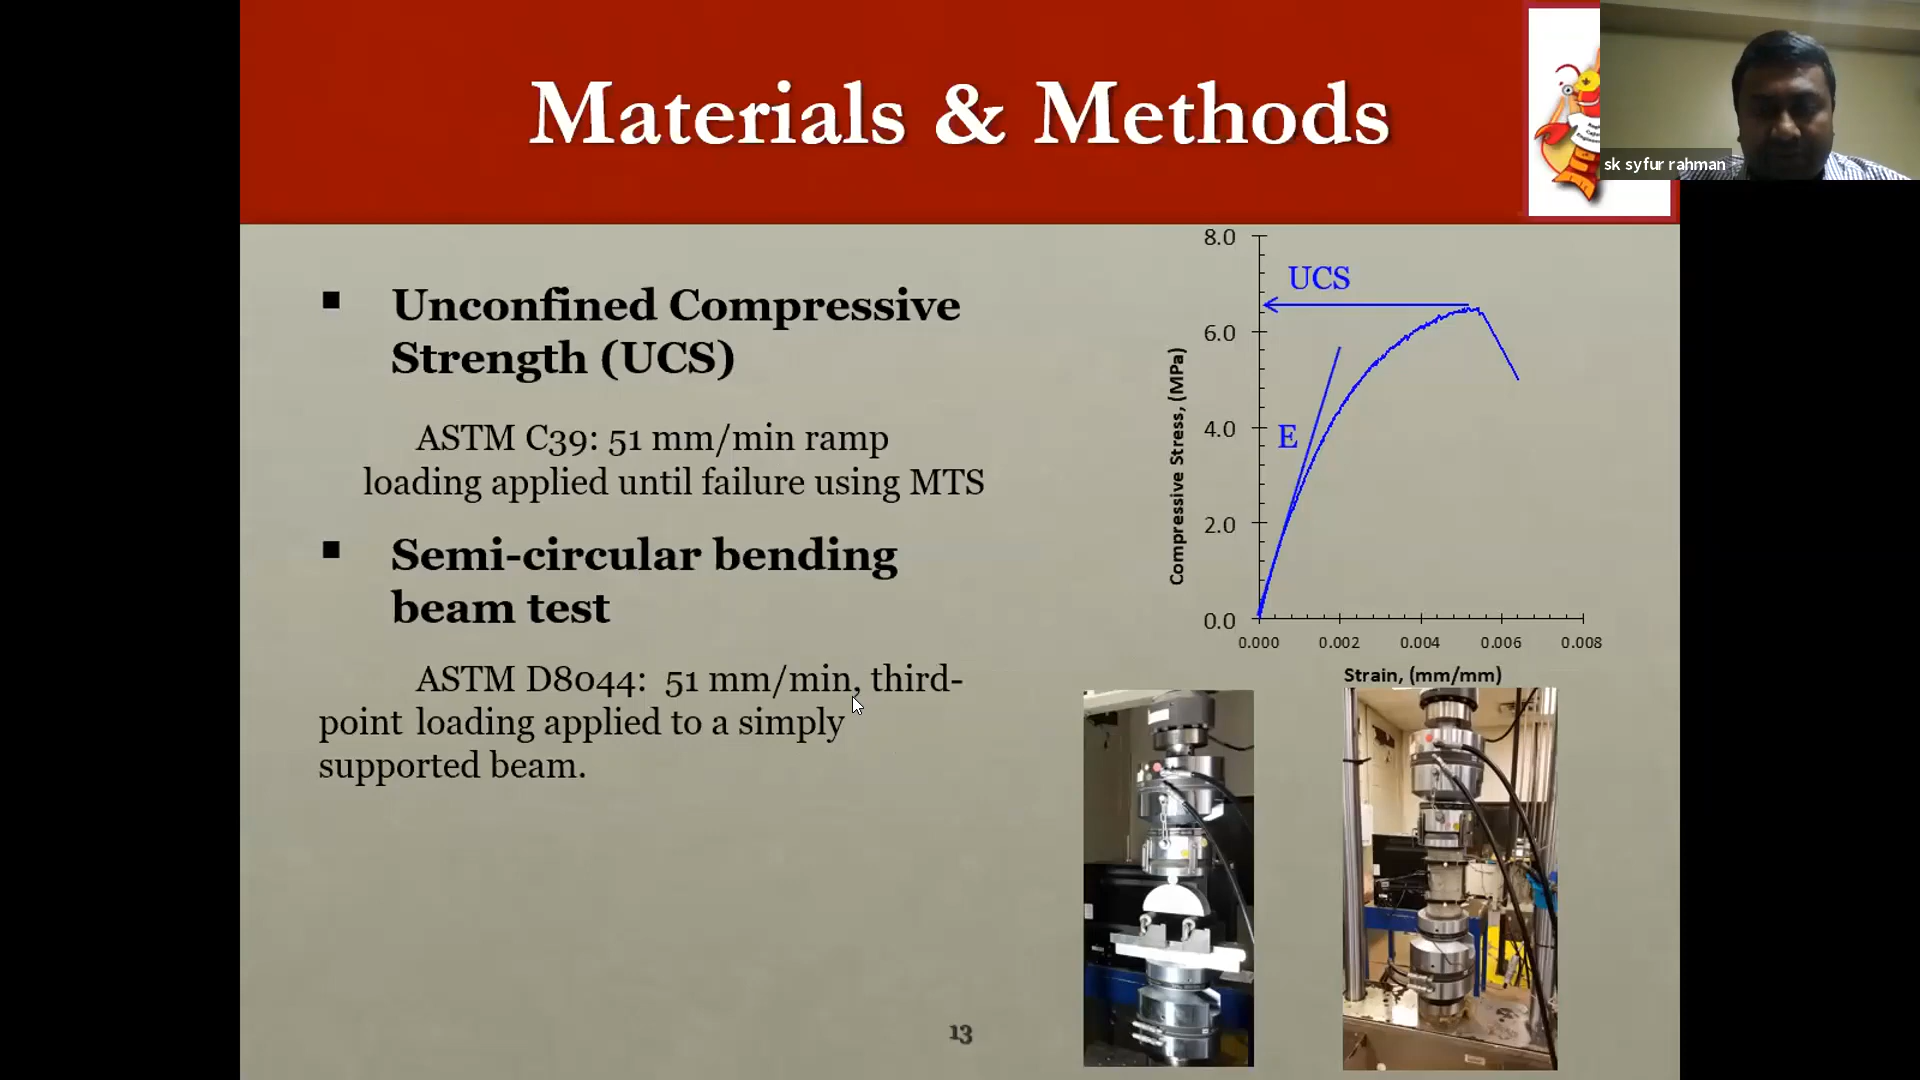 Materials & Methods
sk syfur rahman
▪ Unconfined Compressive
Strength (UCS)
ASTM C39: 51 mm/min ramp
loading applied until failure using MTS
▪ Semi-circular bending
beam test
ASTM D8044: 51 mm/min, third-
point loading applied to a simply
supported beam.
8.0
UCS
6.0
4.0
E
2.0
0.0
Compressive Stress, (MPa)
0.000 0.002 0.004 0.006 0.008
Strain, (mm/mm)
13